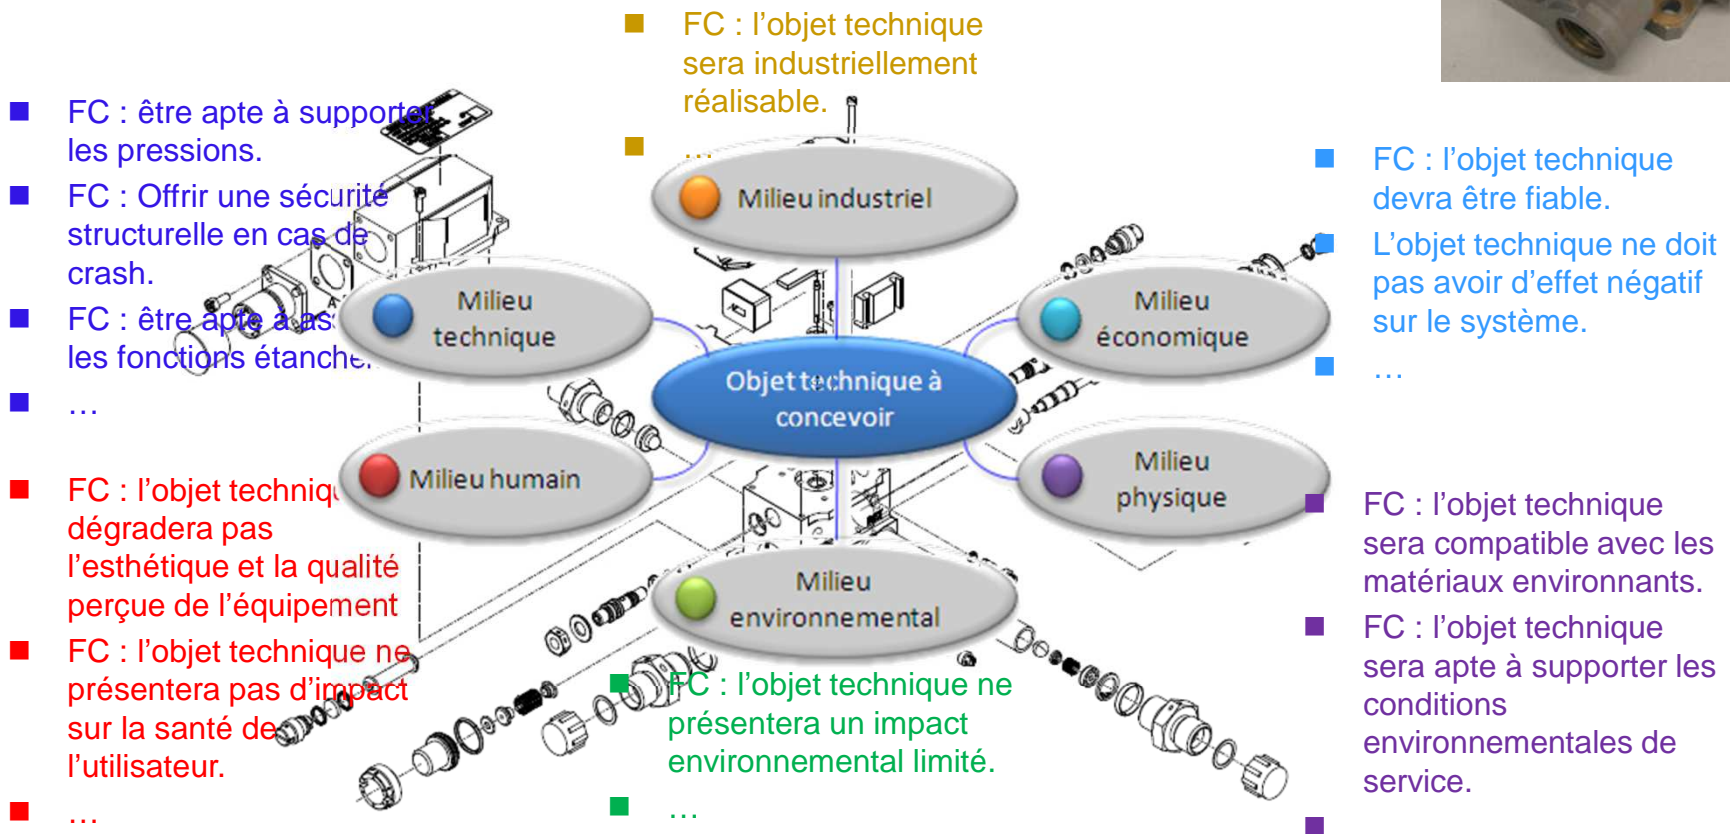 FC : l’objet technique
sera industriellement
réalisable.
…
FC : être apte à supporter
les pressions.
FC : Offrir une sécurité
structurelle en cas de
crash.
FC : être apte à as
les fonctions étanche
…
FC : l’objet techniq
dégradera pas
l’esthétique et la qualité
perçue de l’équipement
FC : l’objet technique ne
présentera pas d’impact
sur la santé de
l’utilisateur.
…
Milieu industriel
Milieu
technique
Milieu
économique
Objet technique à
concevoir
Milieu humain
Milieu
physique
Milieu
environnemental
FC : l’objet technique ne
présentera un impact
environnemental limité.
…
FC : l’objet technique
devra être fiable.
L’objet technique ne doit
pas avoir d’effet négatif
sur le système.
…
FC : l’objet technique
sera compatible avec les
matériaux environnants.
FC : l’objet technique
sera apte à supporter les
conditions
environnementales de
service.